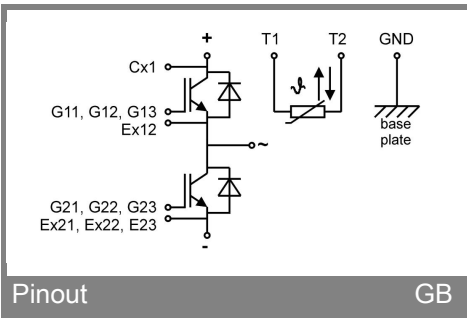 +
T1 T2 GND
Cx1
ϑ
G11, G12, G13
Ex12
base
plate
~
G21, G22, G23
Ex21, Ex22, E23
-
Pinout GB